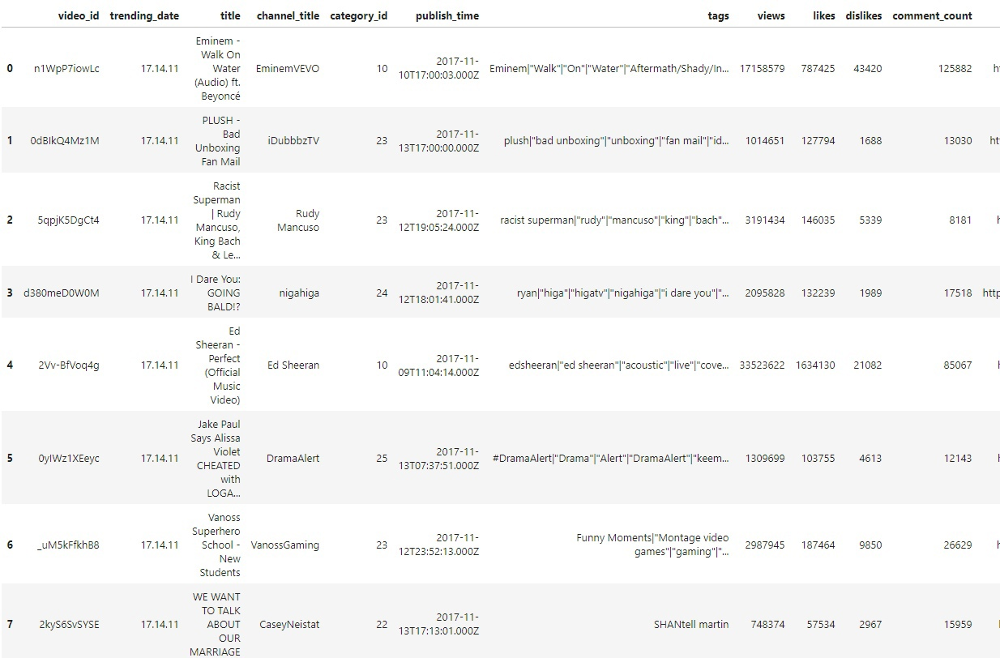 video_id trending_date title channel_title category_id publish_time tags views likes dislikes comment_count
Eminem -
Walk On
2017-11-
0 n1WpP7iowLc 17.14.11 Water EminemVEVO 10 Eminem|"Walk"|"On"|"Water"|"Aftermath/Shady/In... 17158579 787425 43420 125882
10T17:00:03.000Z
(Audio) ft.
Beyoncé
PLUSH -
Bad
2017-11-
1 0dBIkQ4Mz1M 17.14.11 iDubbbzTV 23 plush|"bad unboxing"|"unboxing"|"fan mail"|"id... 1014651 127794 1688 13030
Unboxing
13T17:00:00.000Z
Fan Mail
Racist
Superman
| Rudy
Rudy
2017-11-
2 5qpjK5DgCt4 17.14.11 23 racist superman|"rudy"|"mancuso"|"king"|"bach"... 3191434 146035 5339 8181
Mancuso,
Mancuso
12T19:05:24.000Z
King Bach
& Le...
I Dare You:
2017-11-
3 d380meD0W0M 17.14.11 GOING nigahiga 24 ryan|"higa"|"higatv"|"nigahiga"|"i dare you"|"... 2095828 132239 1989 17518 http
12T18:01:41.000Z
BALD!?
Ed
Sheeran -
Perfect
2017-11-
4 2Vv-BfVoq4g 17.14.11 Ed Sheeran 10 edsheeran|"ed sheeran"|"acoustic"|"live"|"cove... 33523622 1634130 21082 85067
(Official
09T11:04:14.000Z
Music
Video)
Jake Paul
Says Alissa
Violet
2017-11-
5 0yIWz1XEeyc 17.14.11 DramaAlert 25 #DramaAlert|"Drama"|"Alert"|"DramaAlert"|"keem... 1309699 103755 4613 12143
CHEATED
13T07:37:51.000Z
with
LOGA...
Vanoss
Superhero
2017-11-
Funny Moments|"Montage video
6 _uM5kFfkhB8 17.14.11 School - VanossGaming 23 2987945 187464 9850 26629
12T23:52:13.000Z
games"|"gaming"|"...
New
Students
WE WANT
TO TALK
2017-11-
7 2kyS6SvSYSE 17.14.11 ABOUT CaseyNeistat 22 SHANtell martin 748374 57534 2967 15959
13T17:13:01.000Z
OUR
MARRIAGE